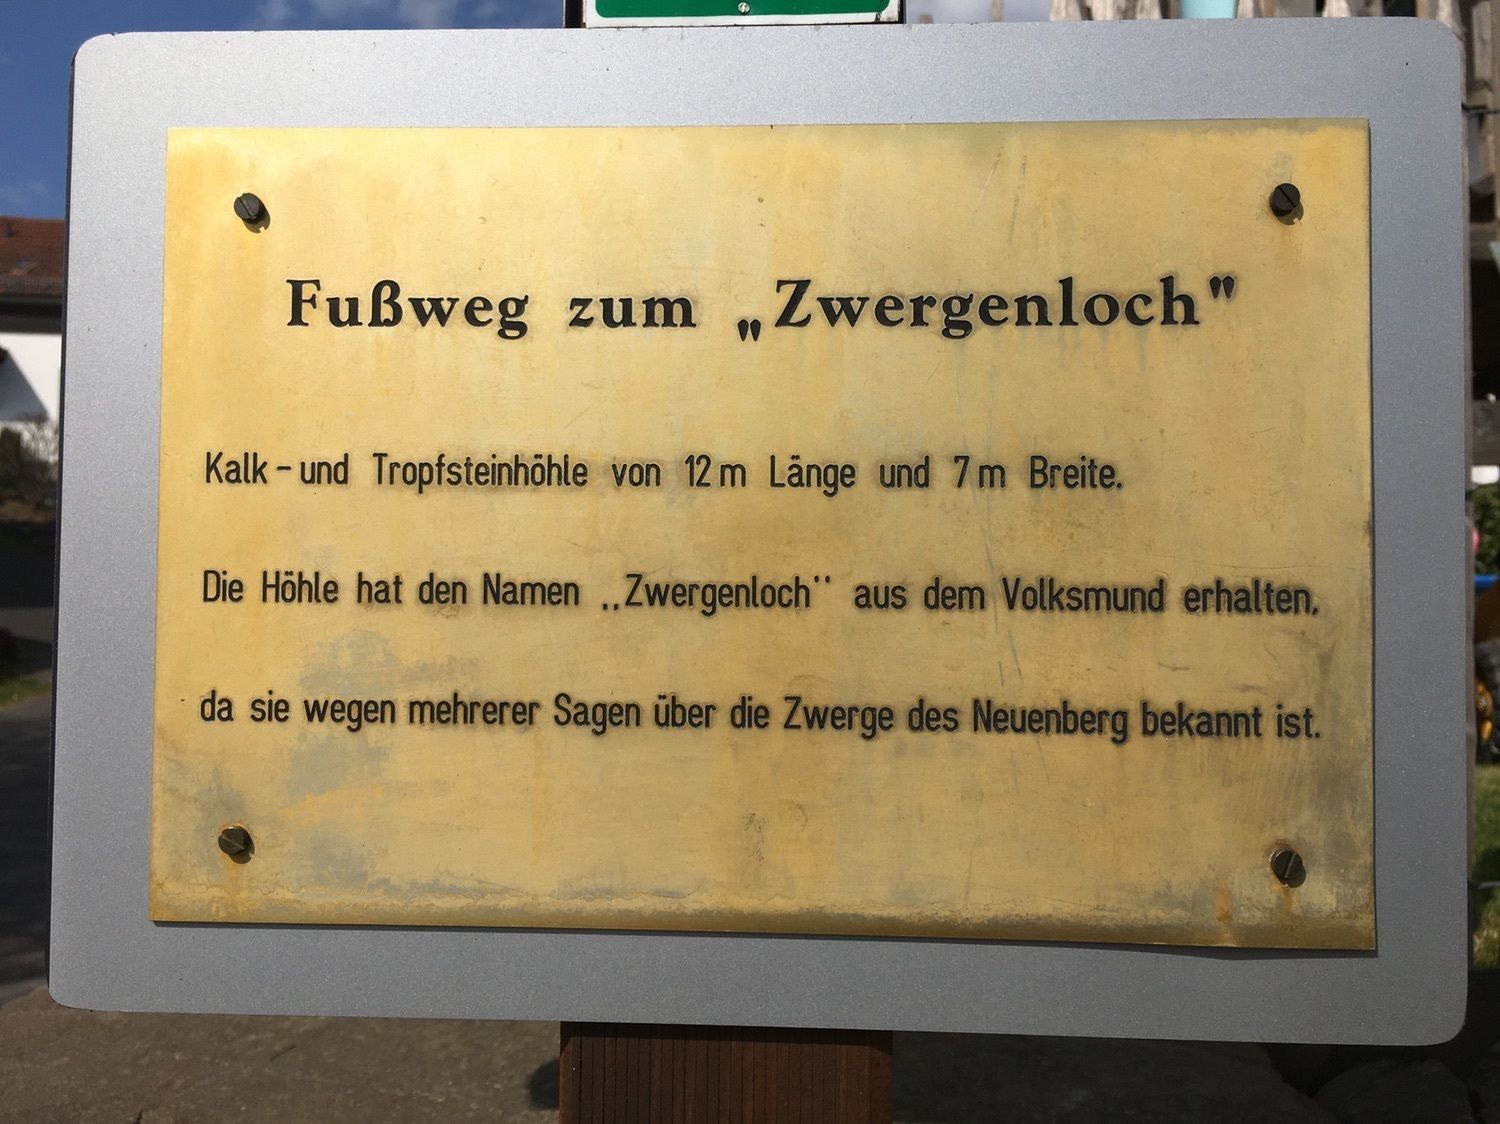 Fußweg zum „Zwergenloch"
Kalk - und Tropfsteinhöhle von 12 m Länge und 7 m Breite.
Die Höhle hat den Namen „Zwergenloch" aus dem Volksmund erhalten,
da sie wegen mehrerer Sagen über die Zwerge des Neuenberg bekannt ist.